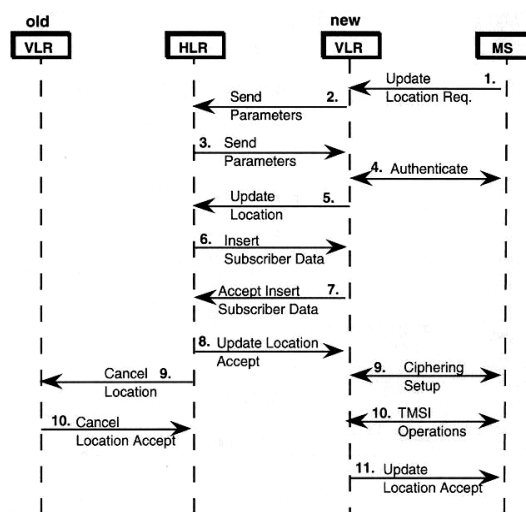 old
new
VLR
HLR
VLR
MS
Update 1.
Location Req.
Send 2.
Parameters
3. Send
Parameters
4. Authenticate
Update 5.
Location
6. Insert
Subscriber Data
Accept Insert 7.
Subscriber Data
8. Update Location
Accept
Cancel 9.
Location
9. Ciphering
Setup
10. Cancel
Location Accept
10. TMSI
Operations
11. Update
Location Accept